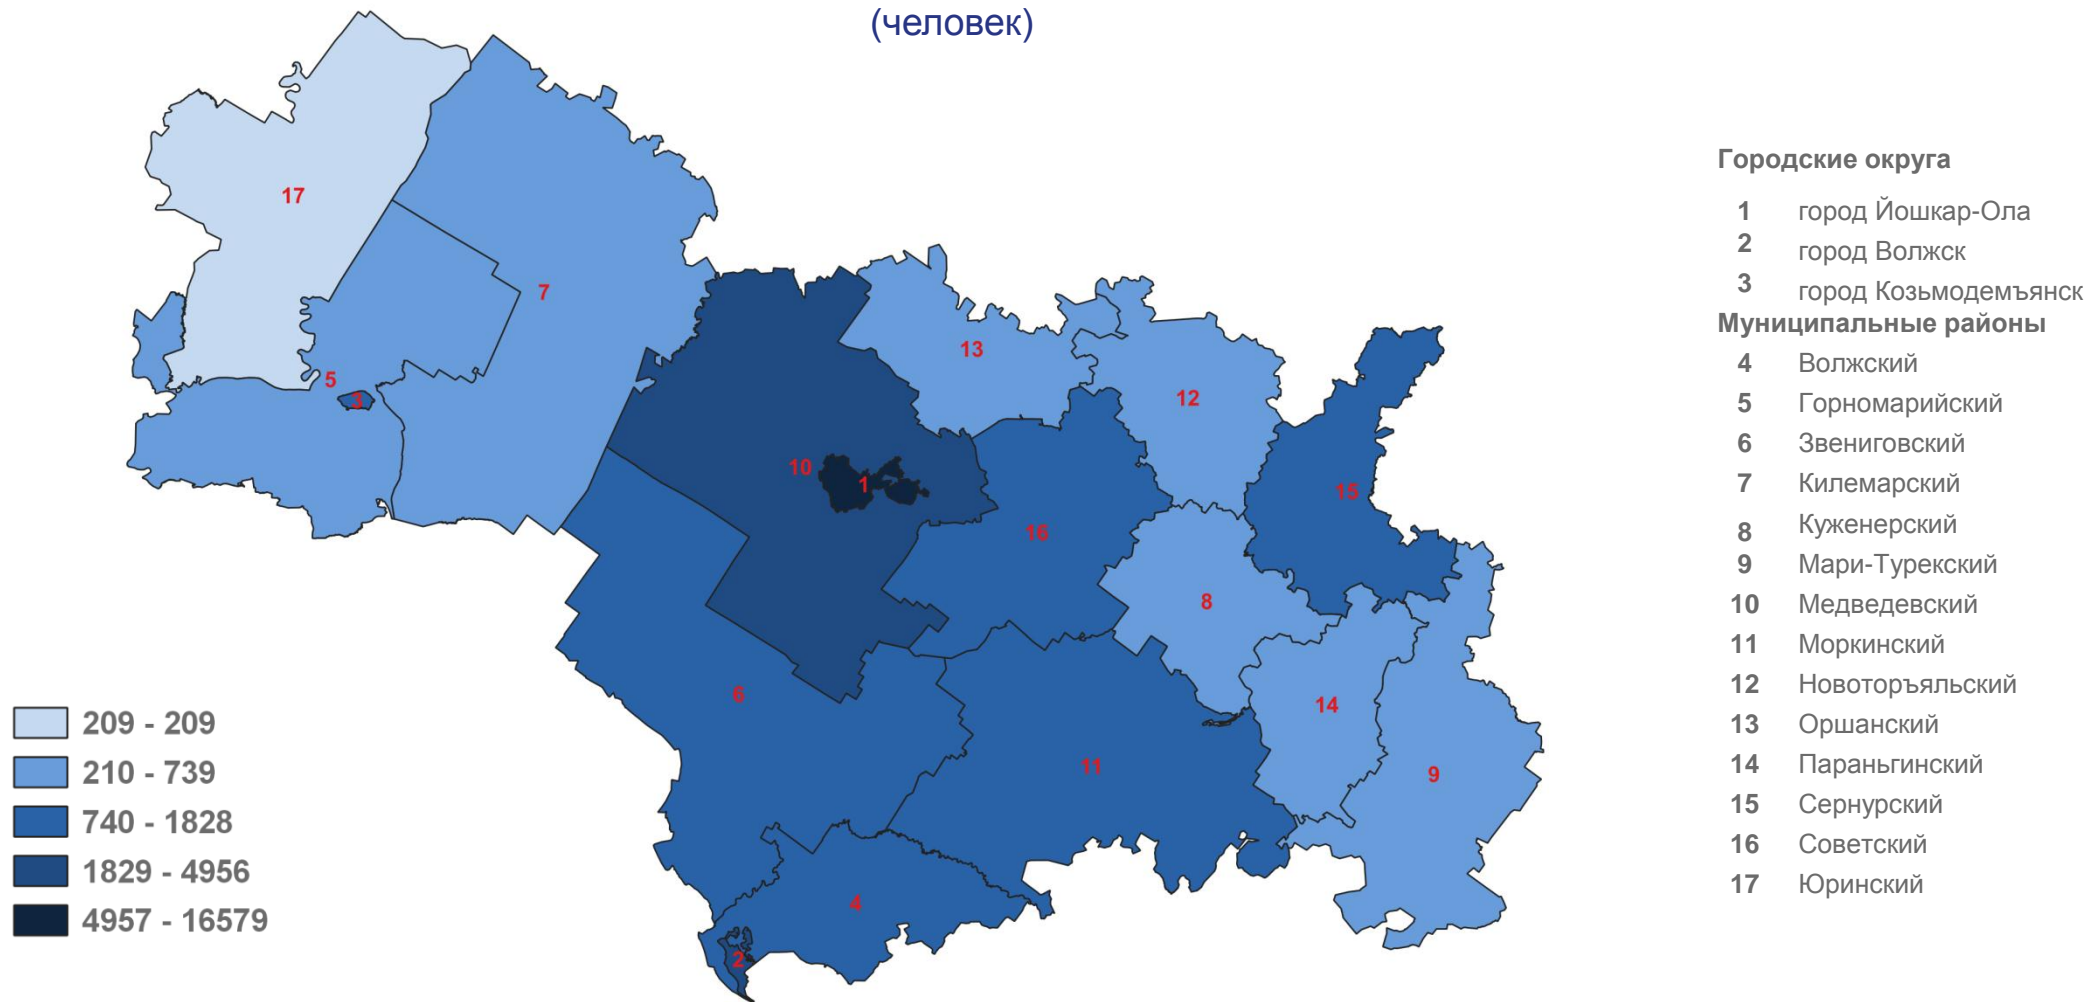 (человек)
17
7
13
5
3
12
10
1
15
16
8
6
14
11
9
4
2
209 - 209
210 - 739
740 - 1828
1829 - 4956
4957 - 16579
Городские округа
1 город Йошкар-Ола
2 город Волжск
3 город Козьмодемъянск
Муниципальные районы
4 Волжский
5 Горномарийский
6 Звениговский
7 Килемарский
8 Куженерский
9 Мари-Турекский
10 Медведевский
11 Моркинский
12 Новоторъяльский
13 Оршанский
14 Параньгинский
15 Сернурский
16 Советский
17 Юринский